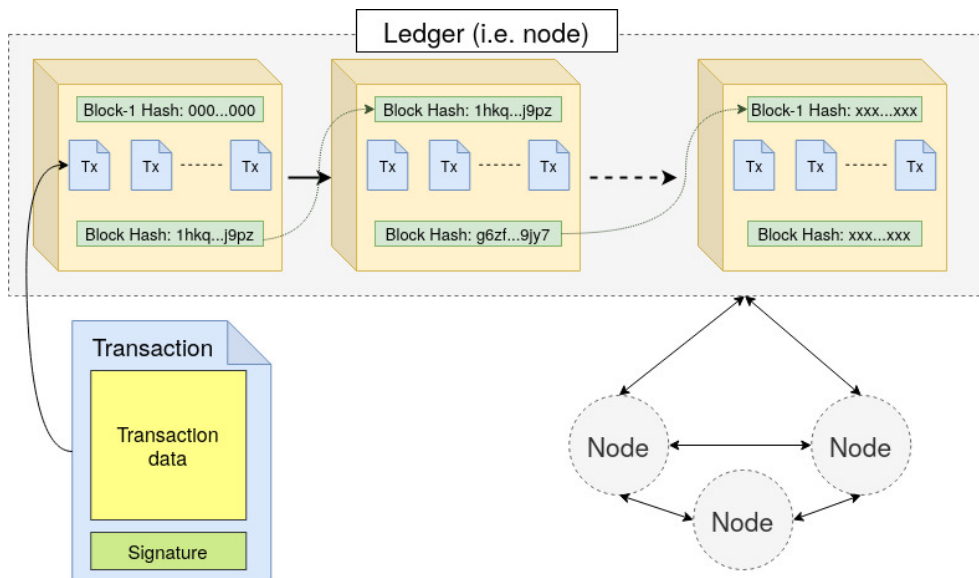 Ledger (i.e. node)
Block-1 Hash: 000...000
Tx
Tx
Tx
Block Hash: 1hkq...j9pz
Block Hash: 1hkq...j9pz
Tx
Tx
Tx
Block Hash: g6zf...9jy7
Block-1 Hash: xxx...xxx
Tx
Tx
Tx
Block Hash: xxx...xxx
Transaction
Transaction
data
Signature
Node
Node
Node